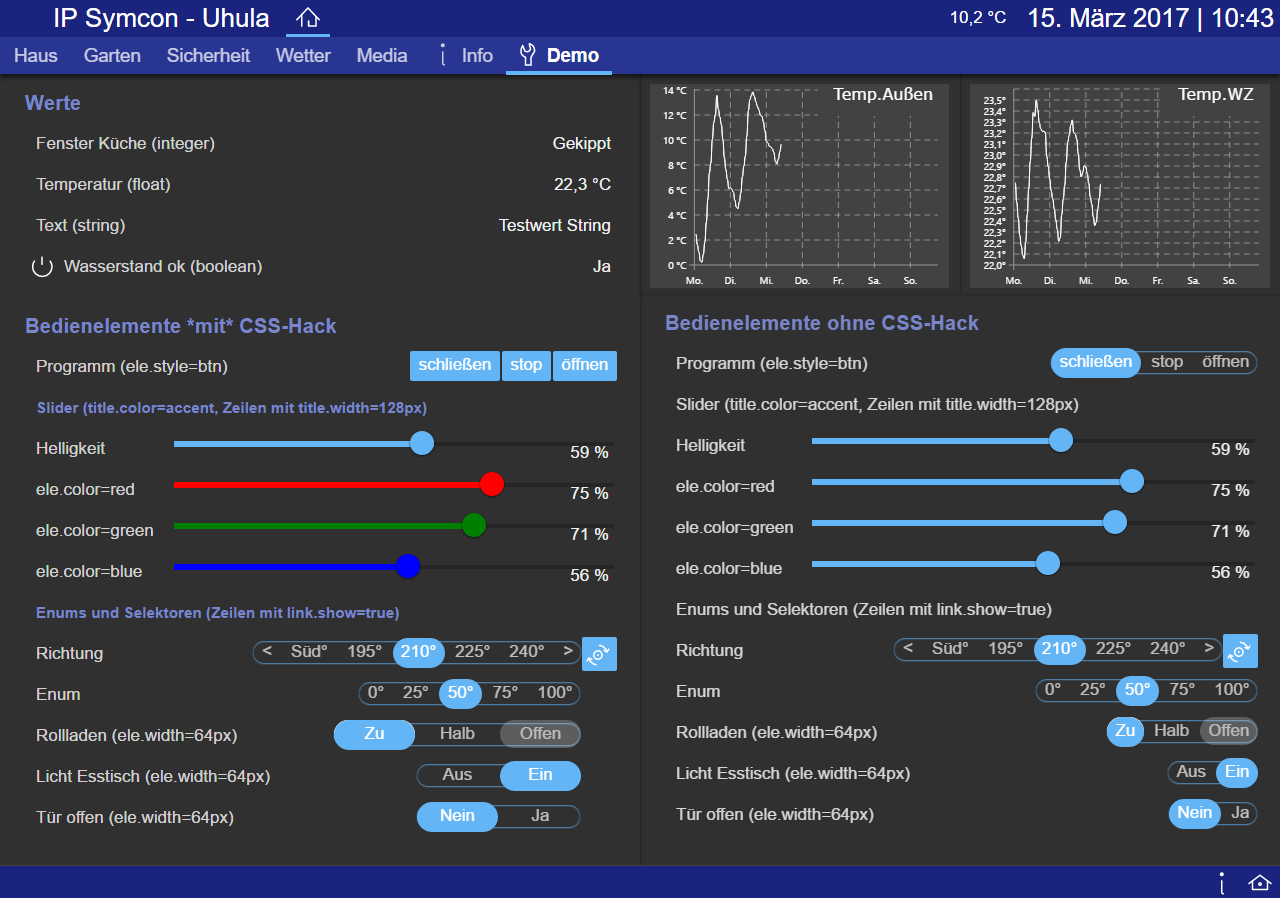 IP Symcon - Uhula 10,2 °C 15. März 2017 | 10:43
Haus Garten Sicherheit Wetter Media Info Demo
Werte
Fenster Küche (integer) Gekippt
Temperatur (float) 22,3 °C
Text (string) Testwert String
Wasserstand ok (boolean) Ja
Temp.Außen
14 °C
12 °C
10 °C
8 °C
6 °C
4 °C
2 °C
0 °C
Mo. Di. Mi. Do. Fr. Sa. So.
Temp.WZ
23,5°
23,4°
23,3°
23,2°
23,1°
23,0°
22,9°
22,8°
22,7°
22,6°
22,5°
22,4°
22,3°
22,2°
22,1°
22,0°
Mo. Di. Mi. Do. Fr. Sa. So.
Bedienelemente *mit* CSS-Hack
Programm (ele.style=btn) schließen stop öffnen
Slider (title.color=accent, Zeilen mit title.width=128px)
Helligkeit 59 %
ele.color=red 75 %
ele.color=green 71 %
ele.color=blue 56 %
Enums und Selektoren (Zeilen mit link.show=true)
Richtung < Süd° 195° 210° 225° 240° >
Enum 0° 25° 50° 75° 100°
Rollladen (ele.width=64px) Zu Halb Offen
Licht Esstisch (ele.width=64px) Aus Ein
Tür offen (ele.width=64px) Nein Ja
Bedienelemente ohne CSS-Hack
Programm (ele.style=btn) schließen stop öffnen
Slider (title.color=accent, Zeilen mit title.width=128px)
Helligkeit 59 %
ele.color=red 75 %
ele.color=green 71 %
ele.color=blue 56 %
Enums und Selektoren (Zeilen mit link.show=true)
Richtung < Süd° 195° 210° 225° 240° >
Enum 0° 25° 50° 75° 100°
Rollladen (ele.width=64px) Zu Halb Offen
Licht Esstisch (ele.width=64px) Aus Ein
Tür offen (ele.width=64px) Nein Ja